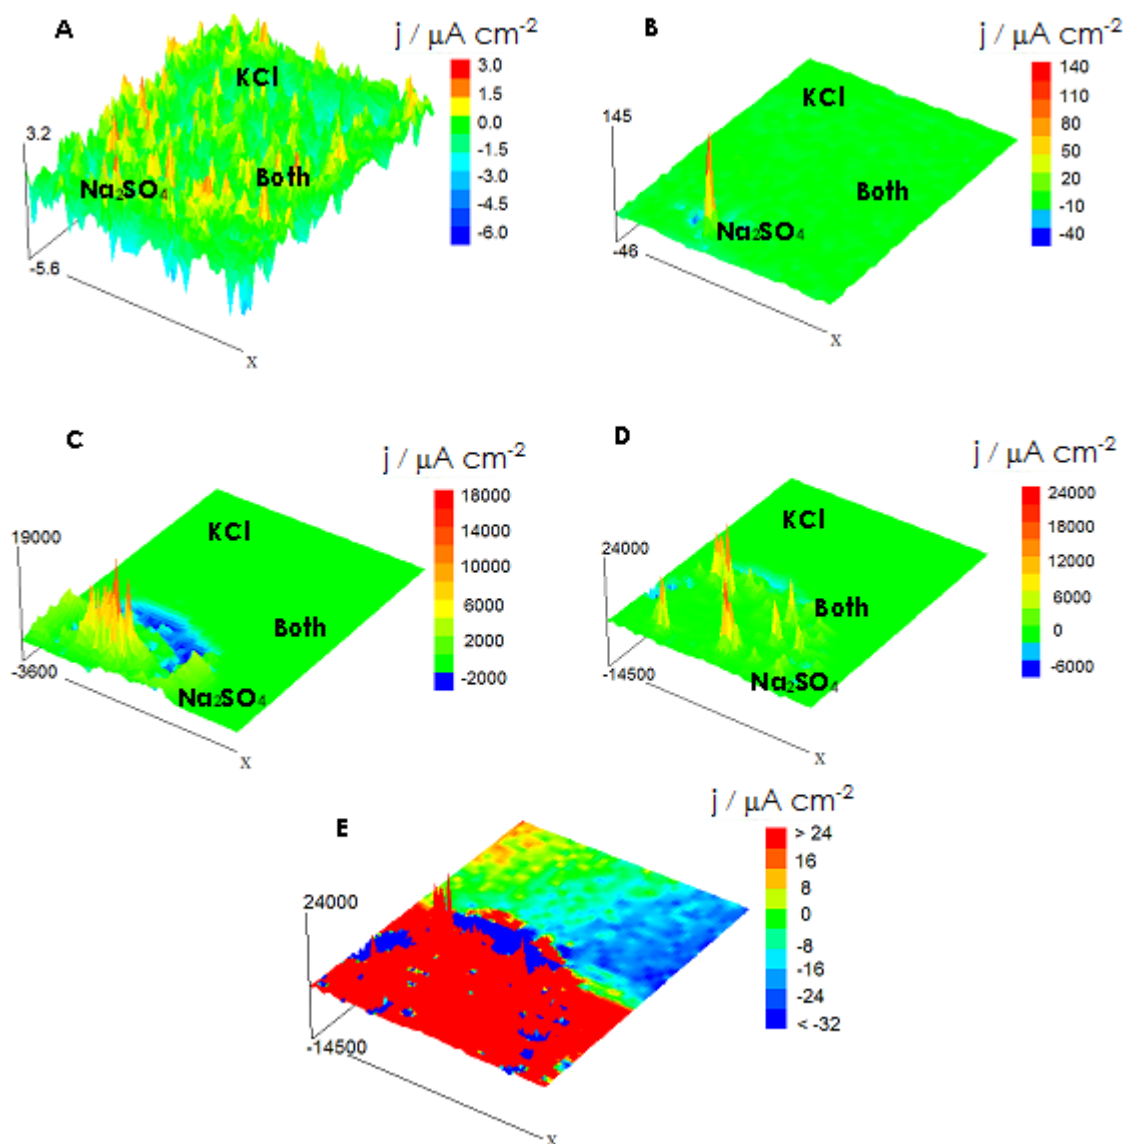 A
j / μA cm-2
3.0
1.5
0.0
-1.5
-3.0
-4.5
-6.0
3.2
-5.6
KCl
Both
Na2SO4
x
B
j / μA cm-2
140
110
80
50
20
-10
-40
145
-46
KCl
Both
Na2SO4
x
C
j / μA cm-2
18000
14000
10000
6000
2000
-2000
19000
-3600
KCl
Both
Na2SO4
x
D
j / μA cm-2
24000
18000
12000
6000
0
-6000
24000
-14500
KCl
Both
Na2SO4
x
E
j / μA cm-2
> 24
16
8
0
-8
-16
-24
< -32
24000
-14500
x